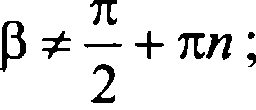 β ≠ π/2 + πn ;